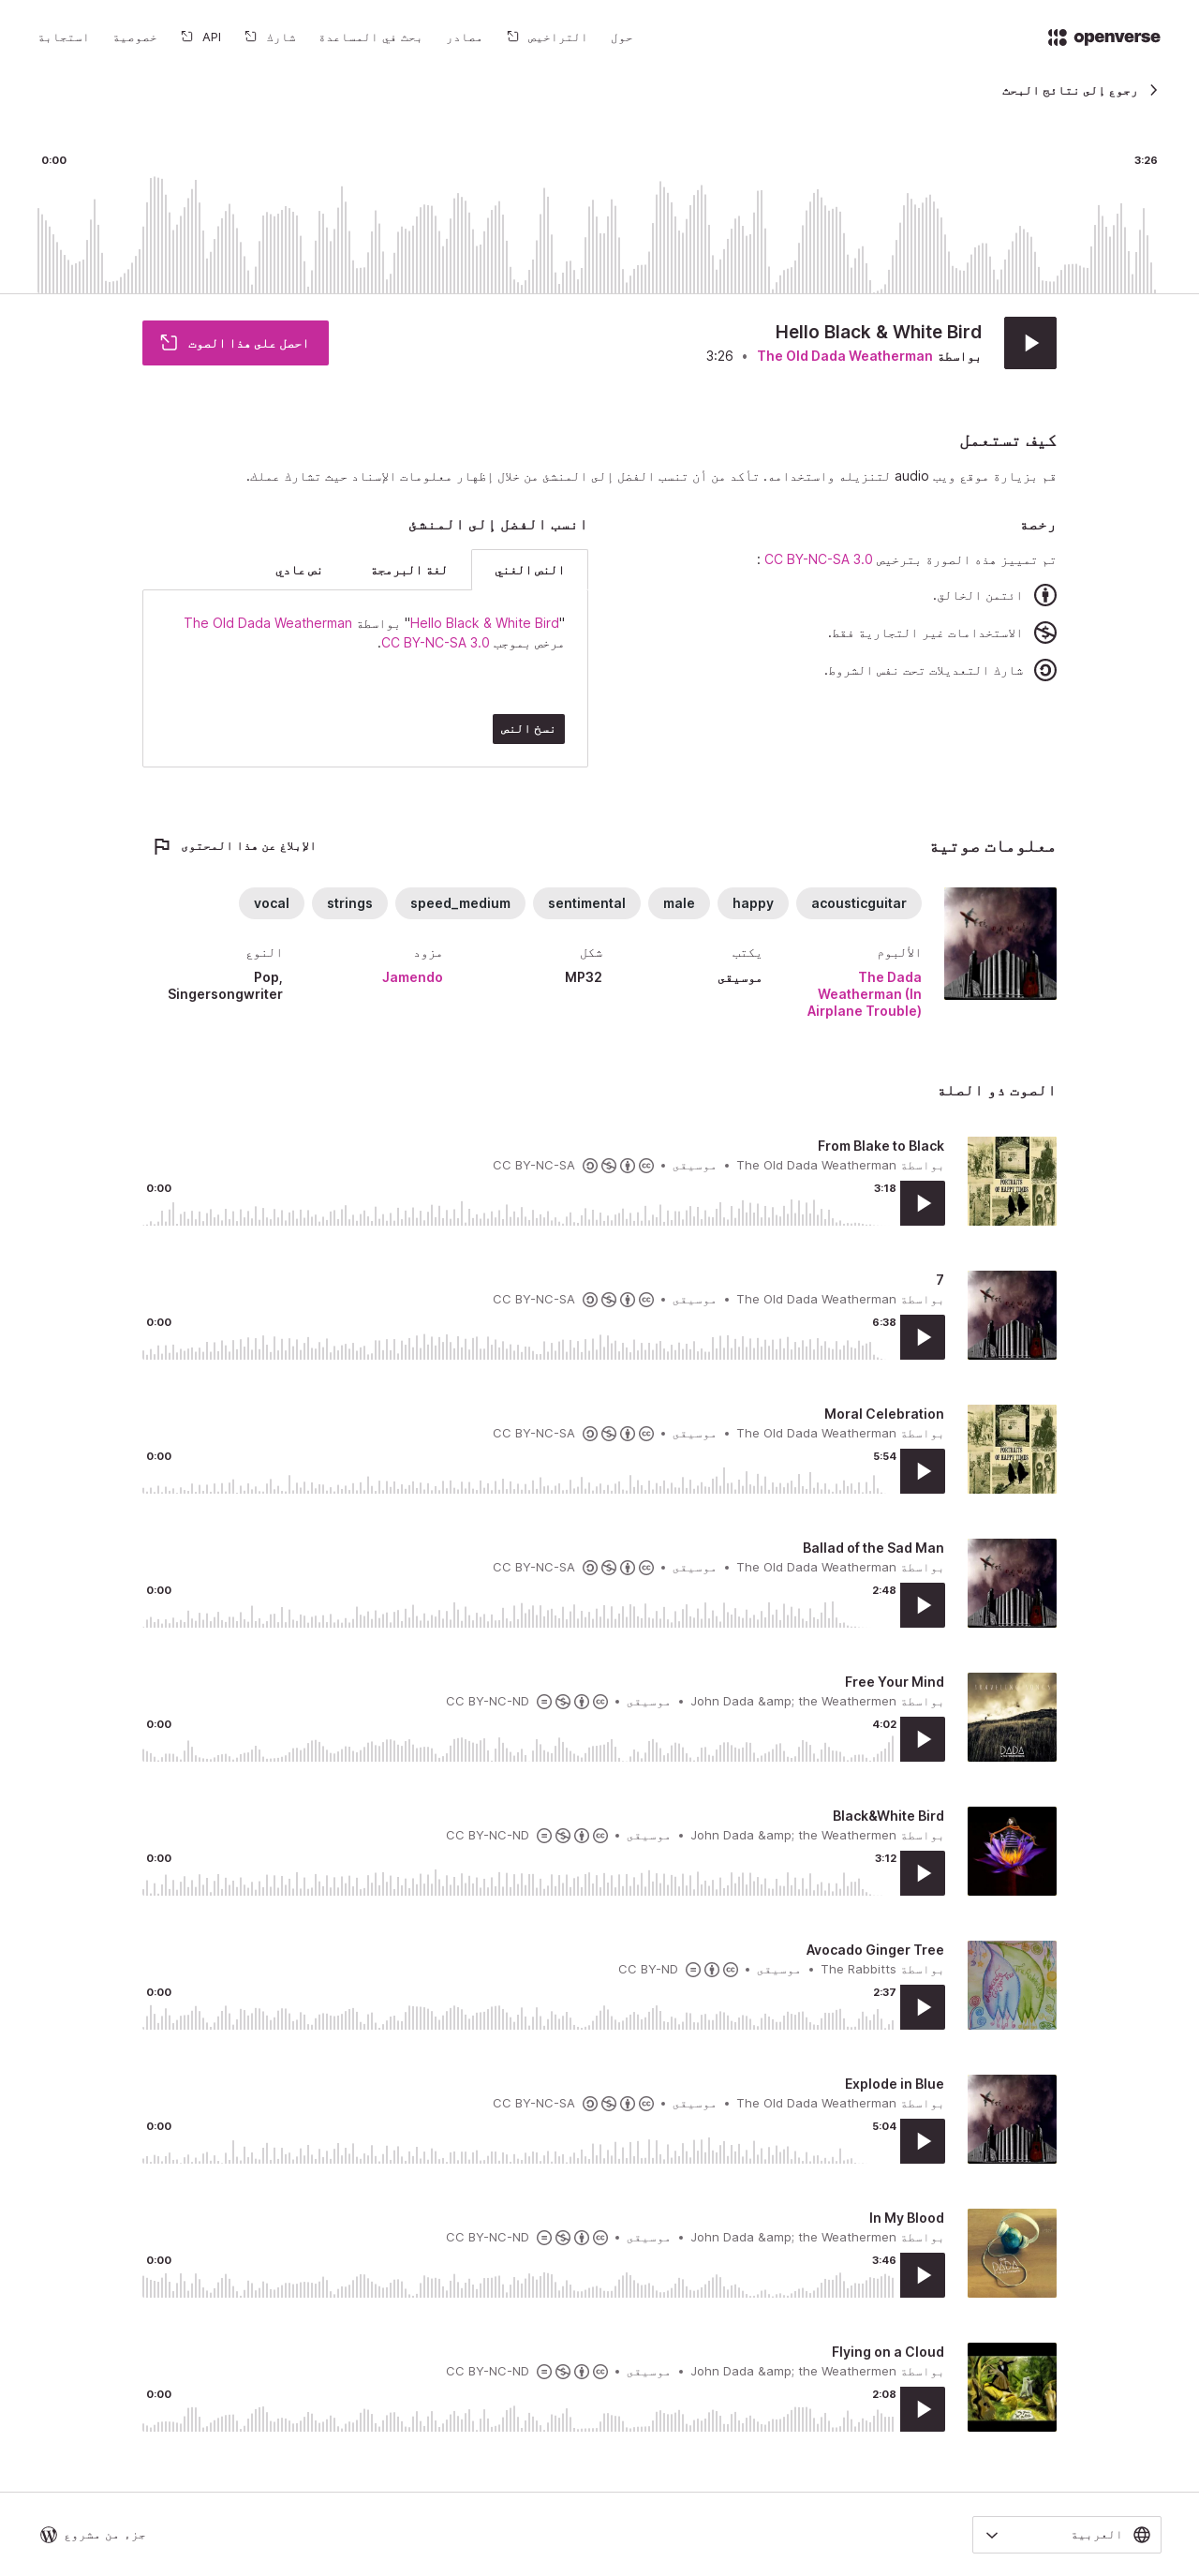 openverse
حول
التراخيص
مصادر
بحث في المساعدة
شارك
API
خصوصية
استجابة
رجوع إلى نتائج البحث
0:00
3:26
Hello Black & White Bird
بواسطة The Old Dada Weatherman • 3:26
احصل على هذا الصوت
كيف تستعمل
قم بزيارة موقع ويب audio لتنزيله واستخدامه. تأكد من أن تنسب الفضل إلى المنشئ من خلال إظهار معلومات الإسناد حيث تشارك عملك.
رخصة
تم تمييز هذه الصورة بترخيص CC BY-NC-SA 3.0 :
ائتمن الخالق.
الاستخدامات غير التجارية فقط.
شارك التعديلات تحت نفس الشروط.
انسب الفضل إلى المنشئ
النص الغني
لغة البرمجة
نص عادي
"Hello Black & White Bird" بواسطة The Old Dada Weatherman
مرخص بموجب CC BY-NC-SA 3.0.
نسخ النص
معلومات صوتية
الإبلاغ عن هذا المحتوى
acousticguitar
happy
male
sentimental
speed_medium
strings
vocal
الألبوم
The Dada
Weatherman (In
Airplane Trouble)
يكتب
موسيقى
شكل
MP32
مزود
Jamendo
النوع
Pop,
Singersongwriter
الصوت ذو الصلة
From Blake to Black
بواسطة The Old Dada Weatherman • موسيقى • CC BY-NC-SA
0:00
3:18
7
بواسطة The Old Dada Weatherman • موسيقى • CC BY-NC-SA
0:00
6:38
Moral Celebration
بواسطة The Old Dada Weatherman • موسيقى • CC BY-NC-SA
0:00
5:54
Ballad of the Sad Man
بواسطة The Old Dada Weatherman • موسيقى • CC BY-NC-SA
0:00
2:48
Free Your Mind
بواسطة John Dada &amp; the Weathermen • موسيقى • CC BY-NC-ND
0:00
4:02
Black&White Bird
بواسطة John Dada &amp; the Weathermen • موسيقى • CC BY-NC-ND
0:00
3:12
Avocado Ginger Tree
بواسطة The Rabbitts • موسيقى • CC BY-ND
0:00
2:37
Explode in Blue
بواسطة The Old Dada Weatherman • موسيقى • CC BY-NC-SA
0:00
5:04
In My Blood
بواسطة John Dada &amp; the Weathermen • موسيقى • CC BY-NC-ND
0:00
3:46
Flying on a Cloud
بواسطة John Dada &amp; the Weathermen • موسيقى • CC BY-NC-ND
0:00
2:08
العربية
جزء من مشروع